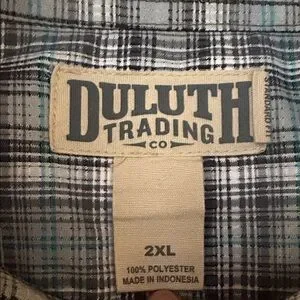 DULUTH
TRADING
CO
2XL
100% POLYESTER
MADE IN INDONESIA